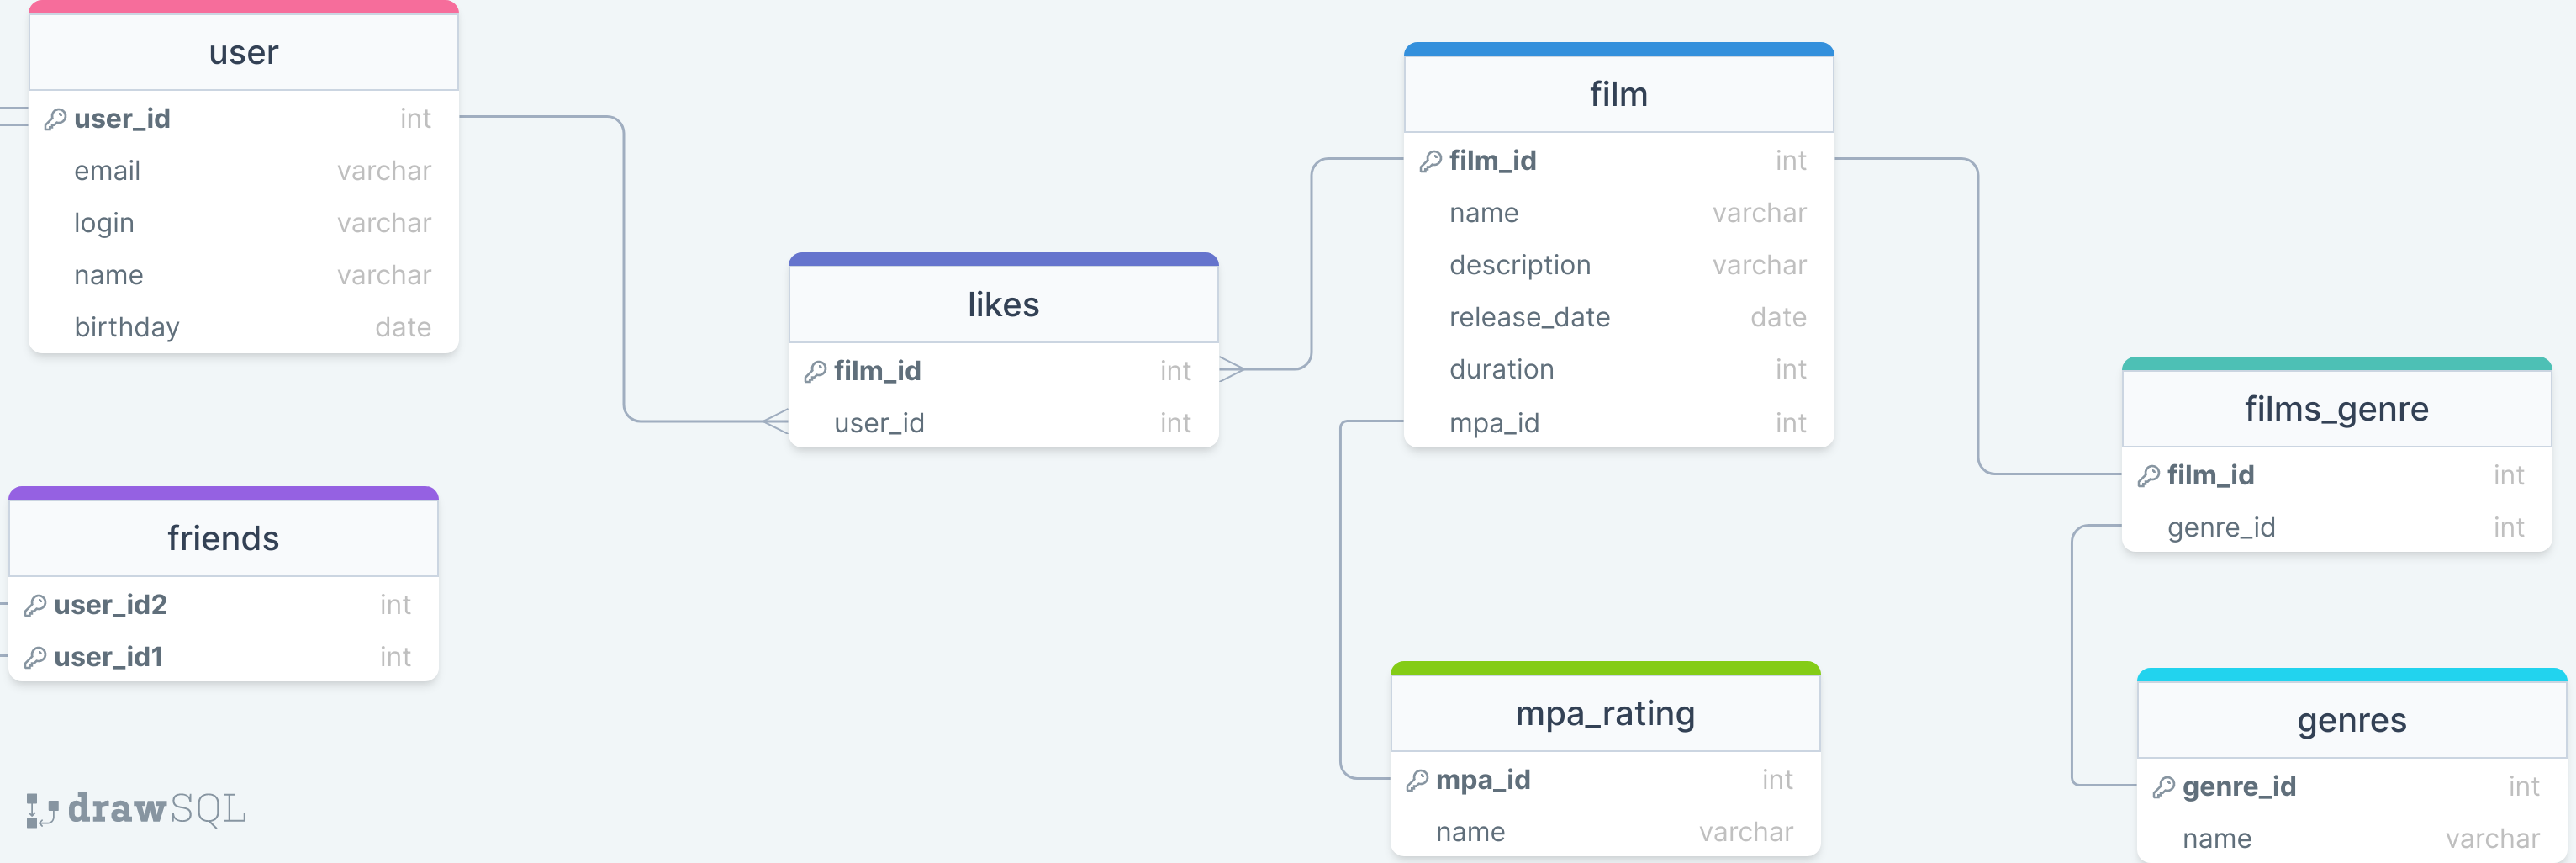 user
user_id int
email varchar
login varchar
name varchar
birthday date
friends
user_id2 int
user_id1 int
likes
film_id int
user_id int
film
film_id int
name varchar
description varchar
release_date date
duration int
mpa_id int
mpa_rating
mpa_id int
name varchar
films_genre
film_id int
genre_id int
genres
genre_id int
name varchar
drawSQL